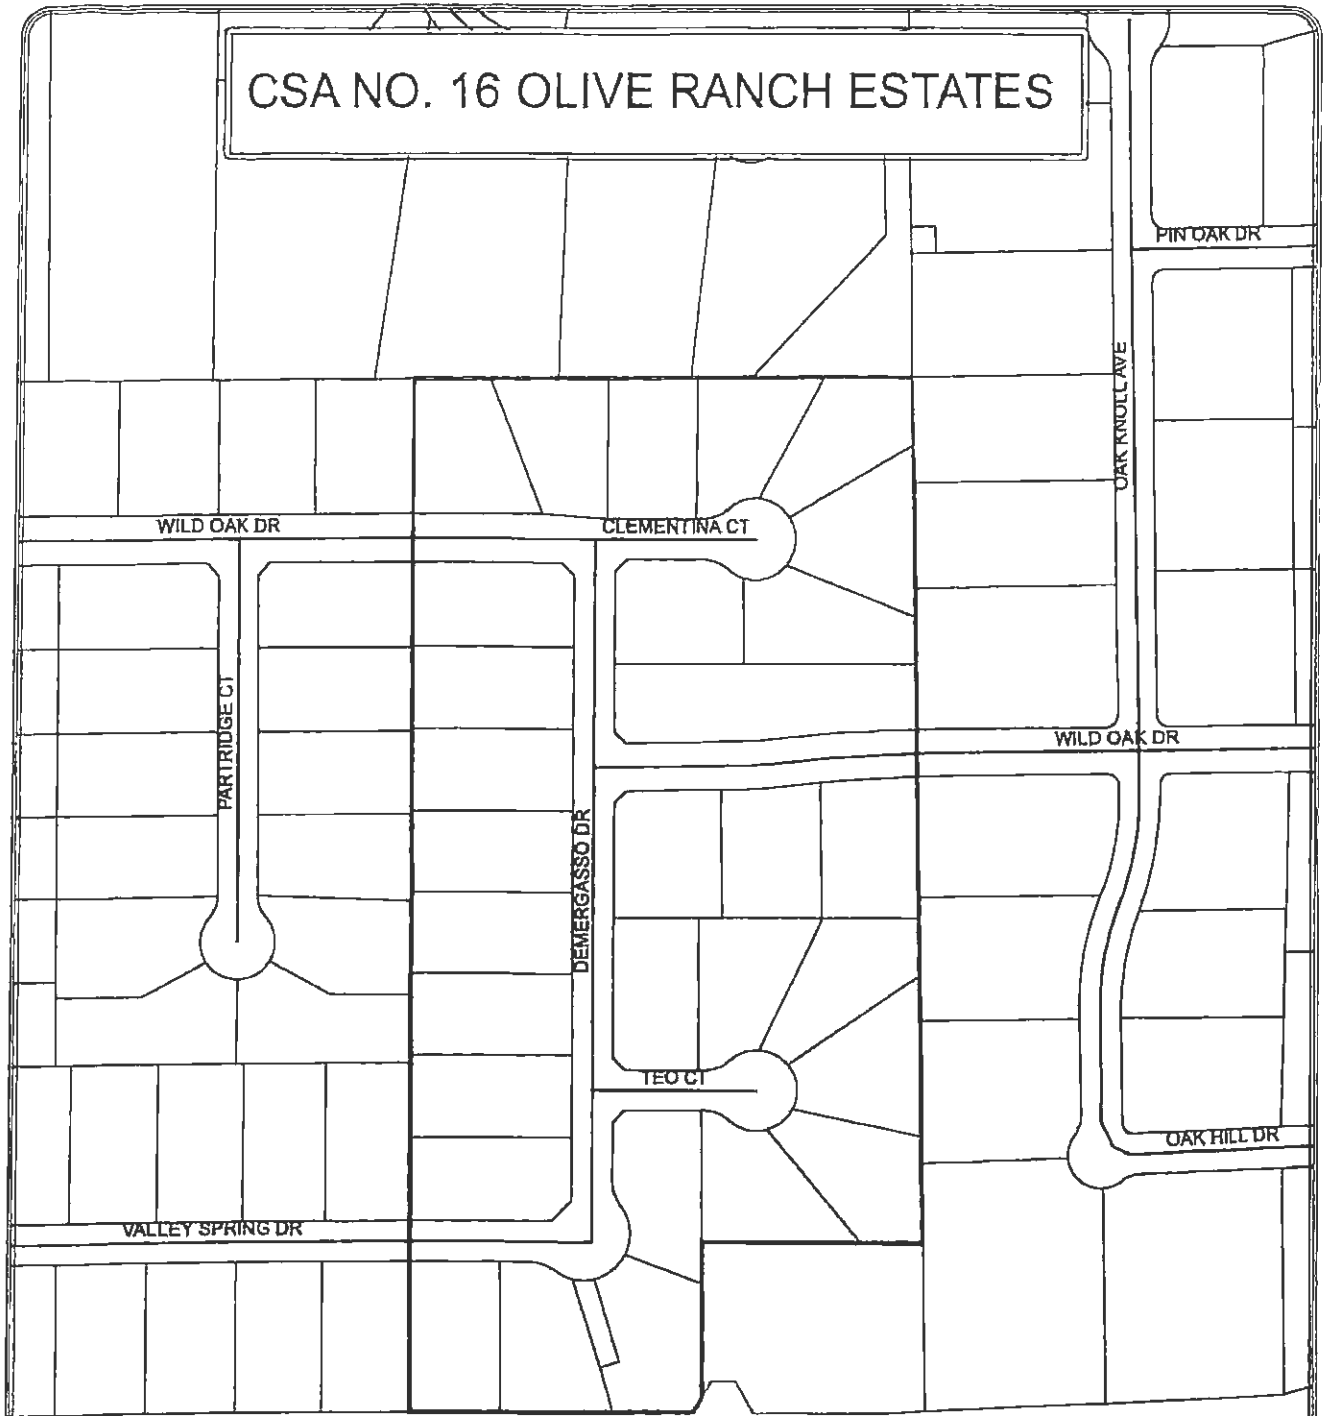 CSA NO. 16 OLIVE RANCH ESTATES
PIN OAK DR
OAK KNOLL AVE
WILD OAK DR
CLEMENTINA CT
PARTRIDGE CT
WILD OAK DR
DEMERGASSO DR
TEO CT
OAK HILL DR
VALLEY SPRING DR